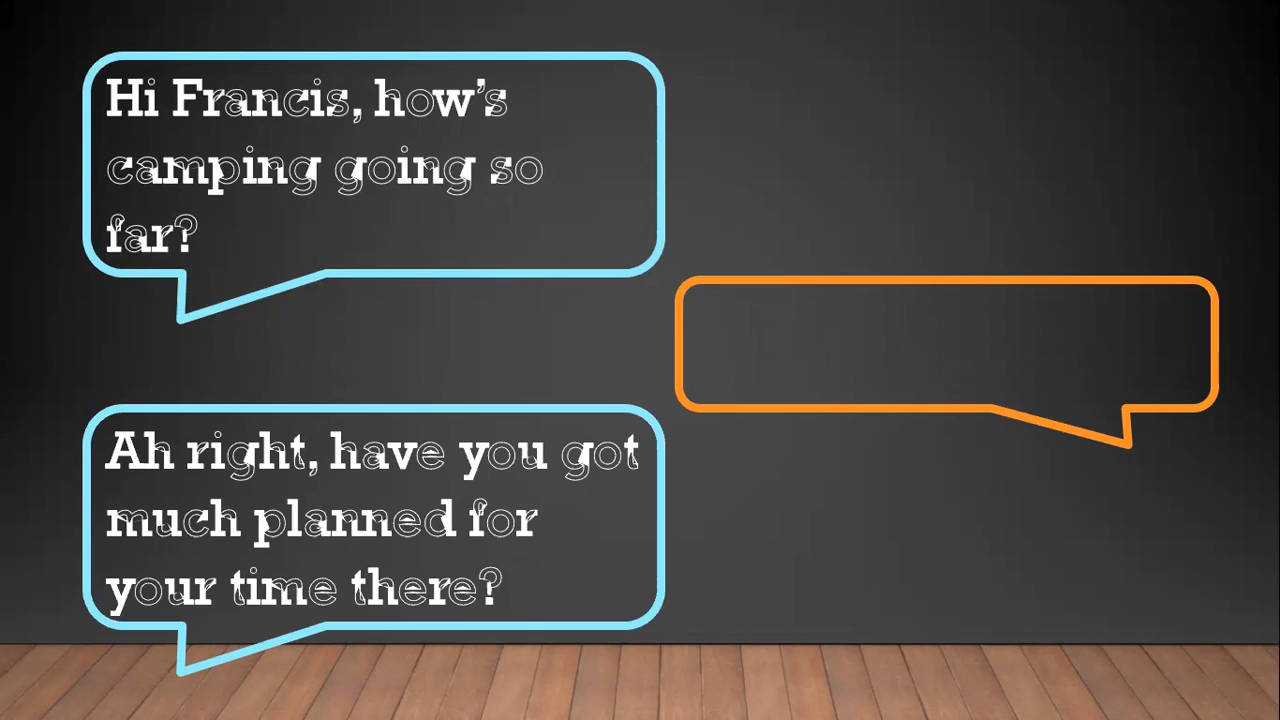 Hi Francis, how's
camping going so
far?
Ah right, have you got
much planned for
your time there?